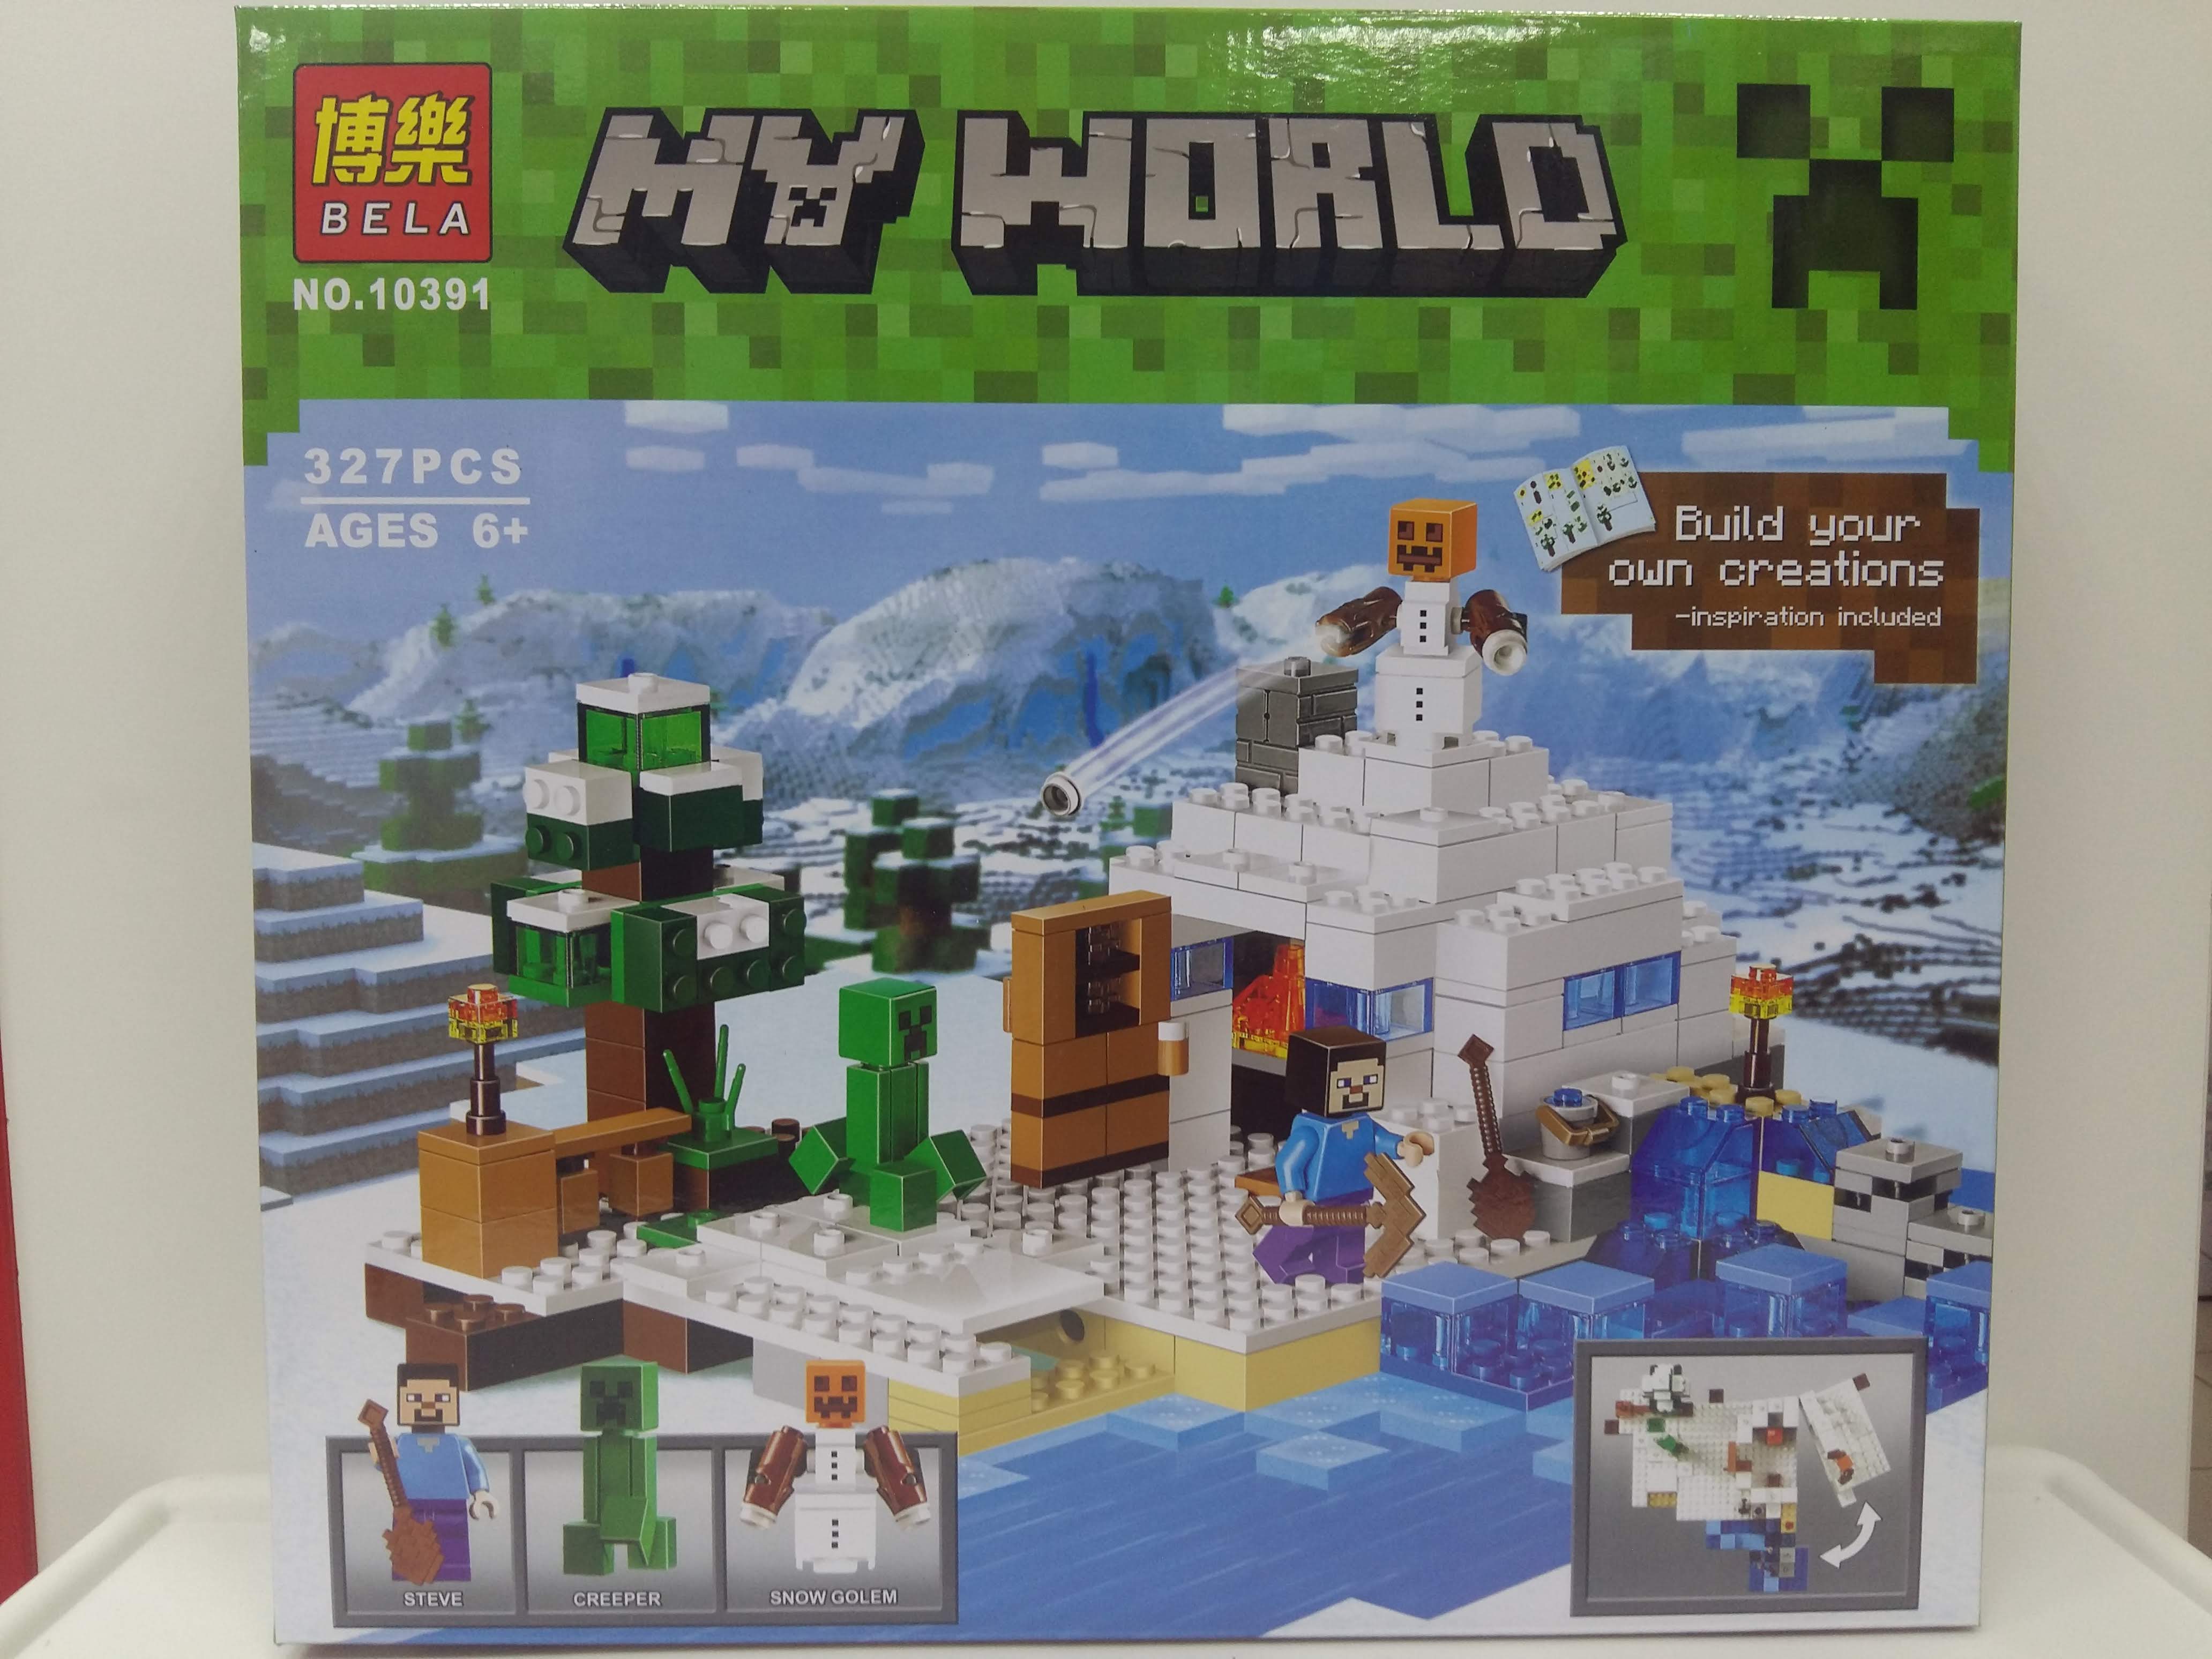 博樂
BELA
NO.10391
MY WORLD
327PCS
AGES 6+
Build your
own creations
-inspiration included
STEVE
CREEPER
SNOW GOLEM